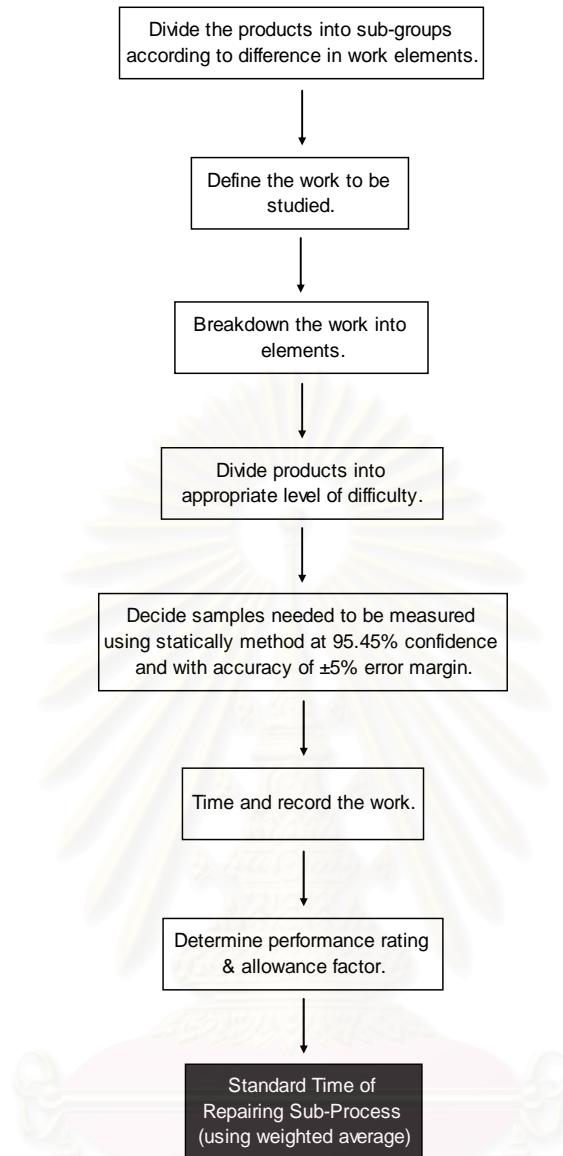 Divide the products into sub-groups
according to difference in work elements.
Define the work to be
studied.
Breakdown the work into
elements.
Divide products into
appropriate level of difficulty.
Decide samples needed to be measured
using statically method at 95.45% confidence
and with accuracy of ±5% error margin.
Time and record the work.
Determine performance rating
& allowance factor.
Standard Time of
Repairing Sub-Process
(using weighted average)